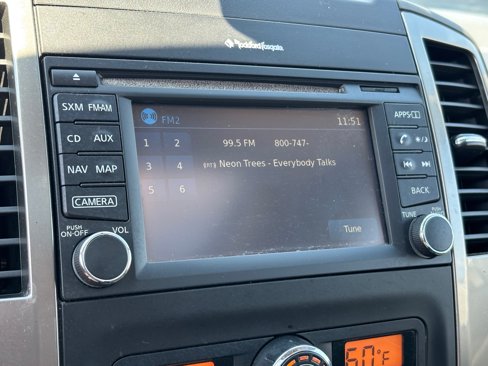 Rockford Fosgate
SXM FM·AM
CD AUX
NAV MAP
CAMERA
PUSH ON·OFF VOL
FM2 11:51
1 2 99.5 FM 800-747-
3 4 Neon Trees - Everybody Talks
5 6
Tune
APPS
BACK
TUNE PUSH
60°F